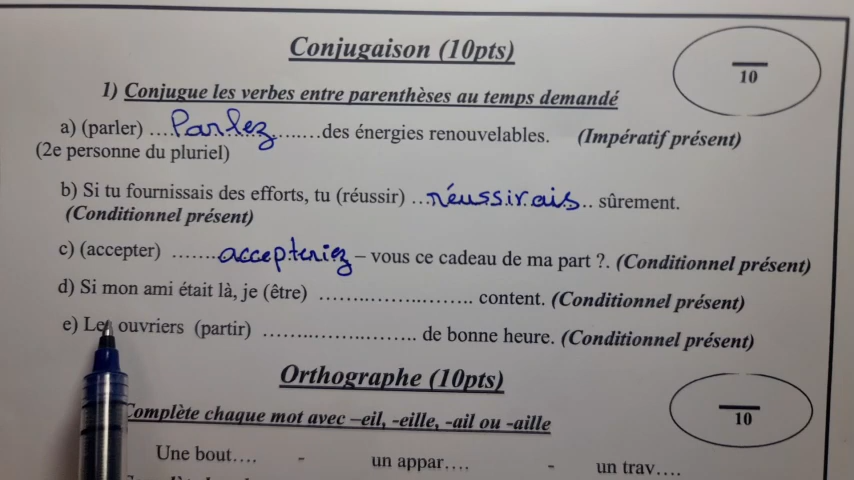 Conjugaison (10pts)
10
1) Conjugue les verbes entre parenthèses au temps demandé
a) (parler) ....Parlez..........des énergies renouvelables. (Impératif présent)
(2e personne du pluriel)
b) Si tu fournissais des efforts, tu (réussir) ...réussirais.. sûrement.
(Conditionnel présent)
c) (accepter) ........accepteriez – vous ce cadeau de ma part ?. (Conditionnel présent)
d) Si mon ami était là, je (être) ........................... content. (Conditionnel présent)
e) Les ouvriers (partir) ........................... de bonne heure. (Conditionnel présent)
Orthographe (10pts)
10
Complète chaque mot avec –eil, -eille, -ail ou -aille
Une bout.... - un appar.... - un trav....